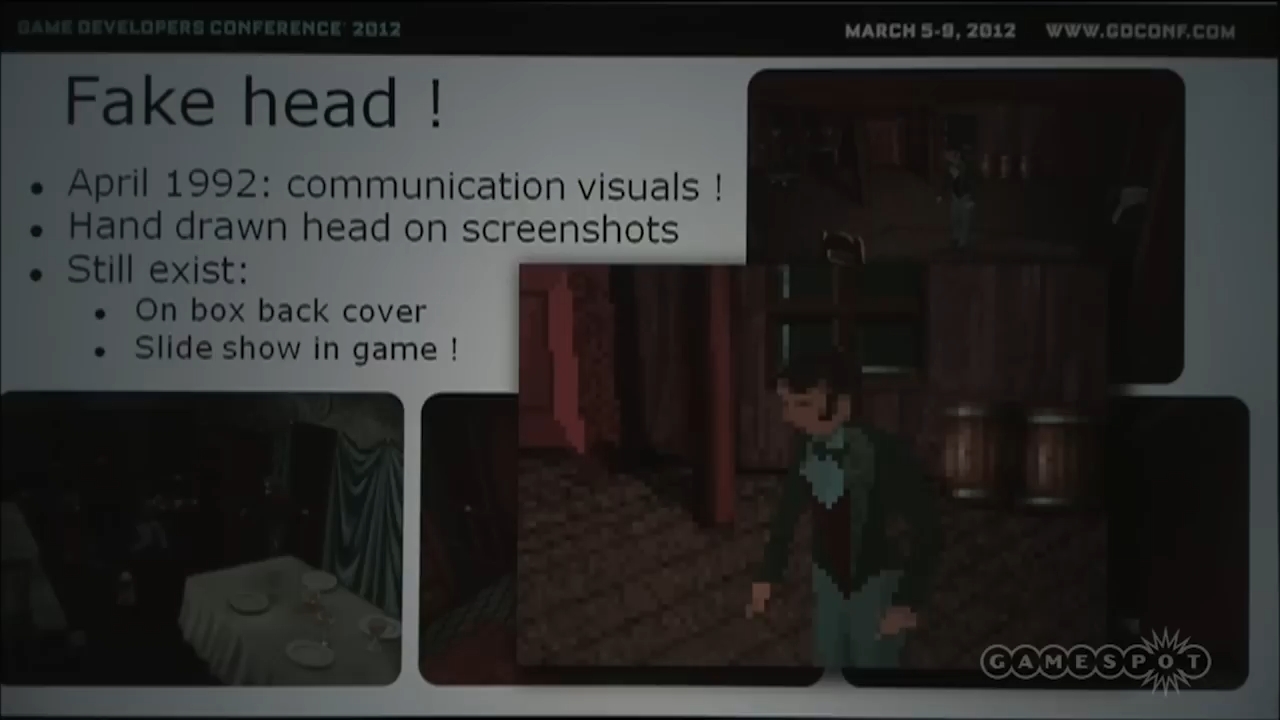 GAME DEVELOPERS CONFERENCE 2012
MARCH 5-9, 2012 WWW.GDCONF.COM
Fake head !
• April 1992: communication visuals !
• Hand drawn head on screenshots
• Still exist:
• On box back cover
• Slide show in game !
GAMESPOT